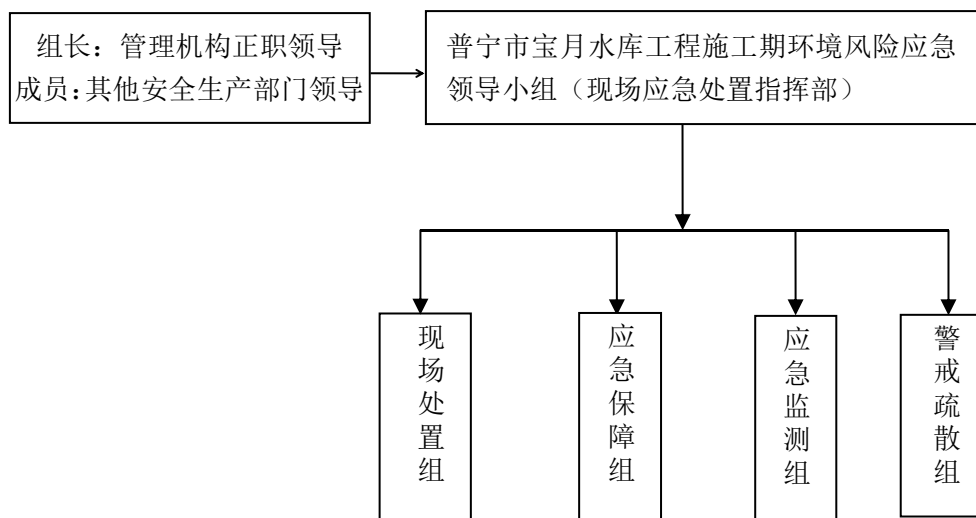 组长：管理机构正职领导
成员：其他安全生产部门领导
普宁市宝月水库工程施工期环境风险应急
领导小组（现场应急处置指挥部）
现场处置组
应急保障组
应急监测组
警戒疏散组